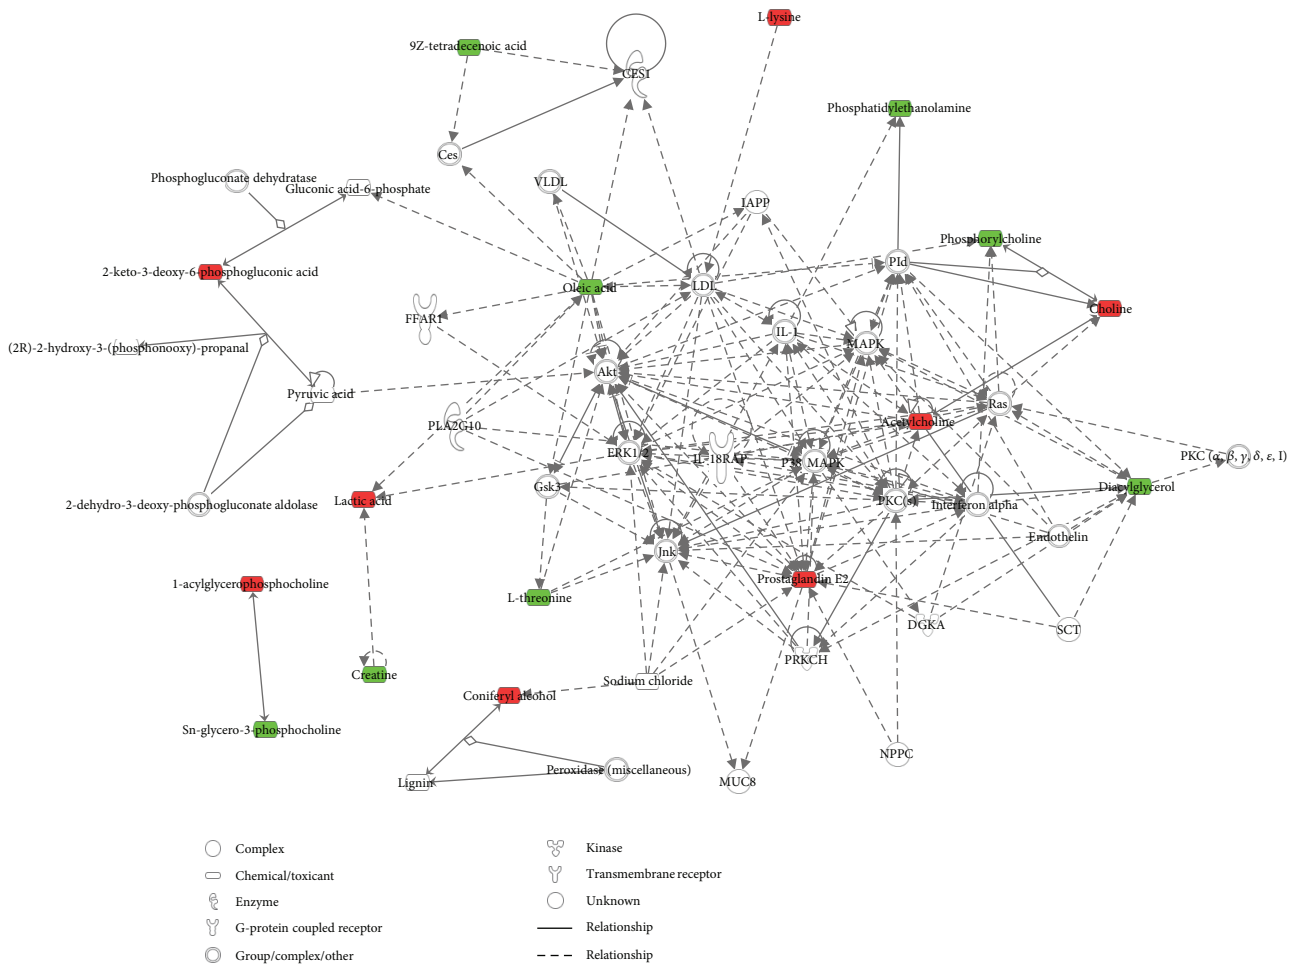 L-lysine
9Z-tetradecenoic acid
CES1
Phosphatidylethanolamine
Ces
Phosphogluconate dehydratase
Gluconic acid-6-phosphate
VLDL
IAPP
Phosphorylcholine
2-keto-3-deoxy-6-phosphogluconic acid
PId
Oleic acid
LDL
Choline
FFAR1
IL-1
MAPK
(2R)-2-hydroxy-3-(phosphonooxy)-propanal
Akt
Pyruvic acid
Ras
PLA2G10
Acetylcholine
ERK1/2
IL-18RAP
P38 MAPK
PKC (α, β, γ, δ, ε, I)
Gsk3
Diacylglycerol
2-dehydro-3-deoxy-phosphogluconate aldolase
Lactic acid
PKC(s)
Interferon alpha
Endothelin
Jnk
1-acylglycerophosphocholine
Prostaglandin E2
L-threonine
DGKA
SCT
PRKCH
Creatine
Sodium chloride
Coniferyl alcohol
Sn-glycero-3-phosphocholine
NPPC
Peroxidase (miscellaneous)
Lignin
MUC8
Complex
Kinase
Chemical/toxicant
Transmembrane receptor
Enzyme
Unknown
G-protein coupled receptor
Relationship
Group/complex/other
Relationship